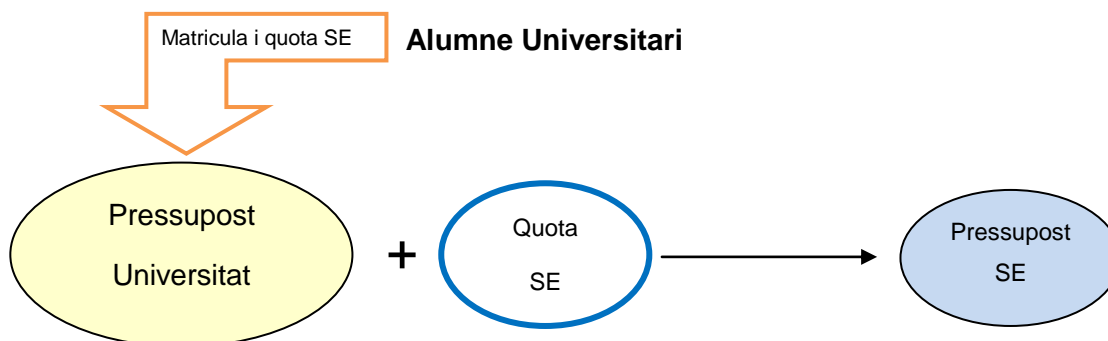 Matricula i quota SE
Alumne Universitari
Pressupost
Universitat
+
Quota
SE
Pressupost
SE